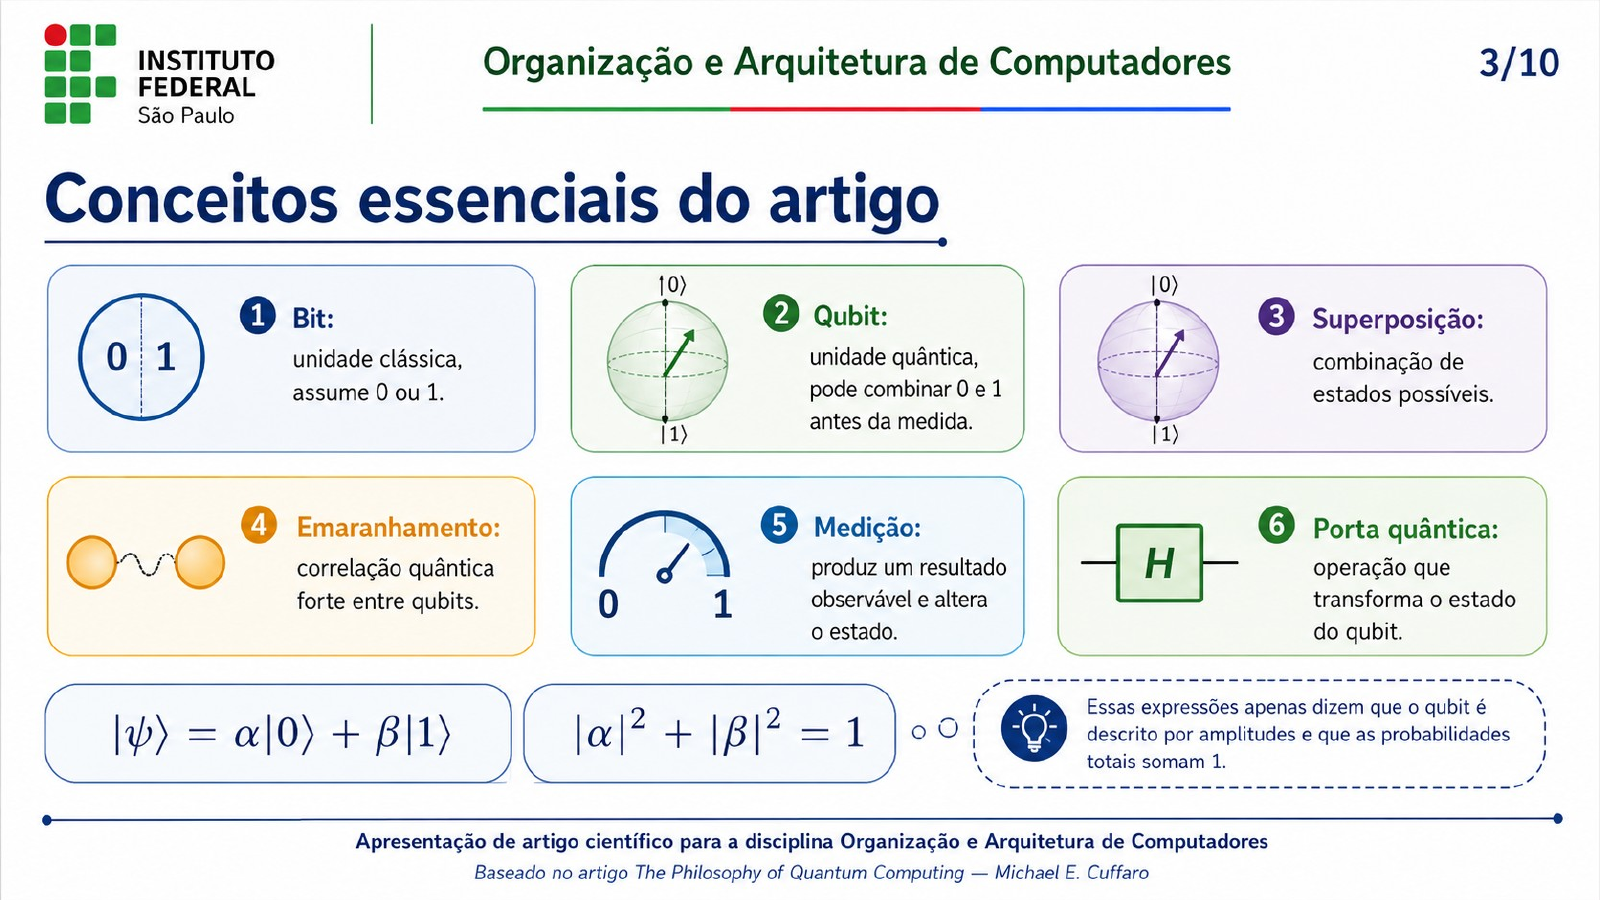 INSTITUTO
FEDERAL
São Paulo
Organização e Arquitetura de Computadores
3/10
Conceitos essenciais do artigo
0 1
1 Bit:
unidade clássica,
assume 0 ou 1.
|0⟩
|1⟩
2 Qubit:
unidade quântica,
pode combinar 0 e 1
antes da medida.
|0⟩
|1⟩
3 Superposição:
combinação de
estados possíveis.
4 Emaranhamento:
correlação quântica
forte entre qubits.
0 1
5 Medição:
produz um resultado
observável e altera
o estado.
H
6 Porta quântica:
operação que
transforma o estado
do qubit.
|ψ⟩ = α|0⟩ + β|1⟩
|α|² + |β|² = 1
Essas expressões apenas dizem que o qubit é
descrito por amplitudes e que as probabilidades
totais somam 1.
Apresentação de artigo científico para a disciplina Organização e Arquitetura de Computadores
Baseado no artigo The Philosophy of Quantum Computing — Michael E. Cuffaro